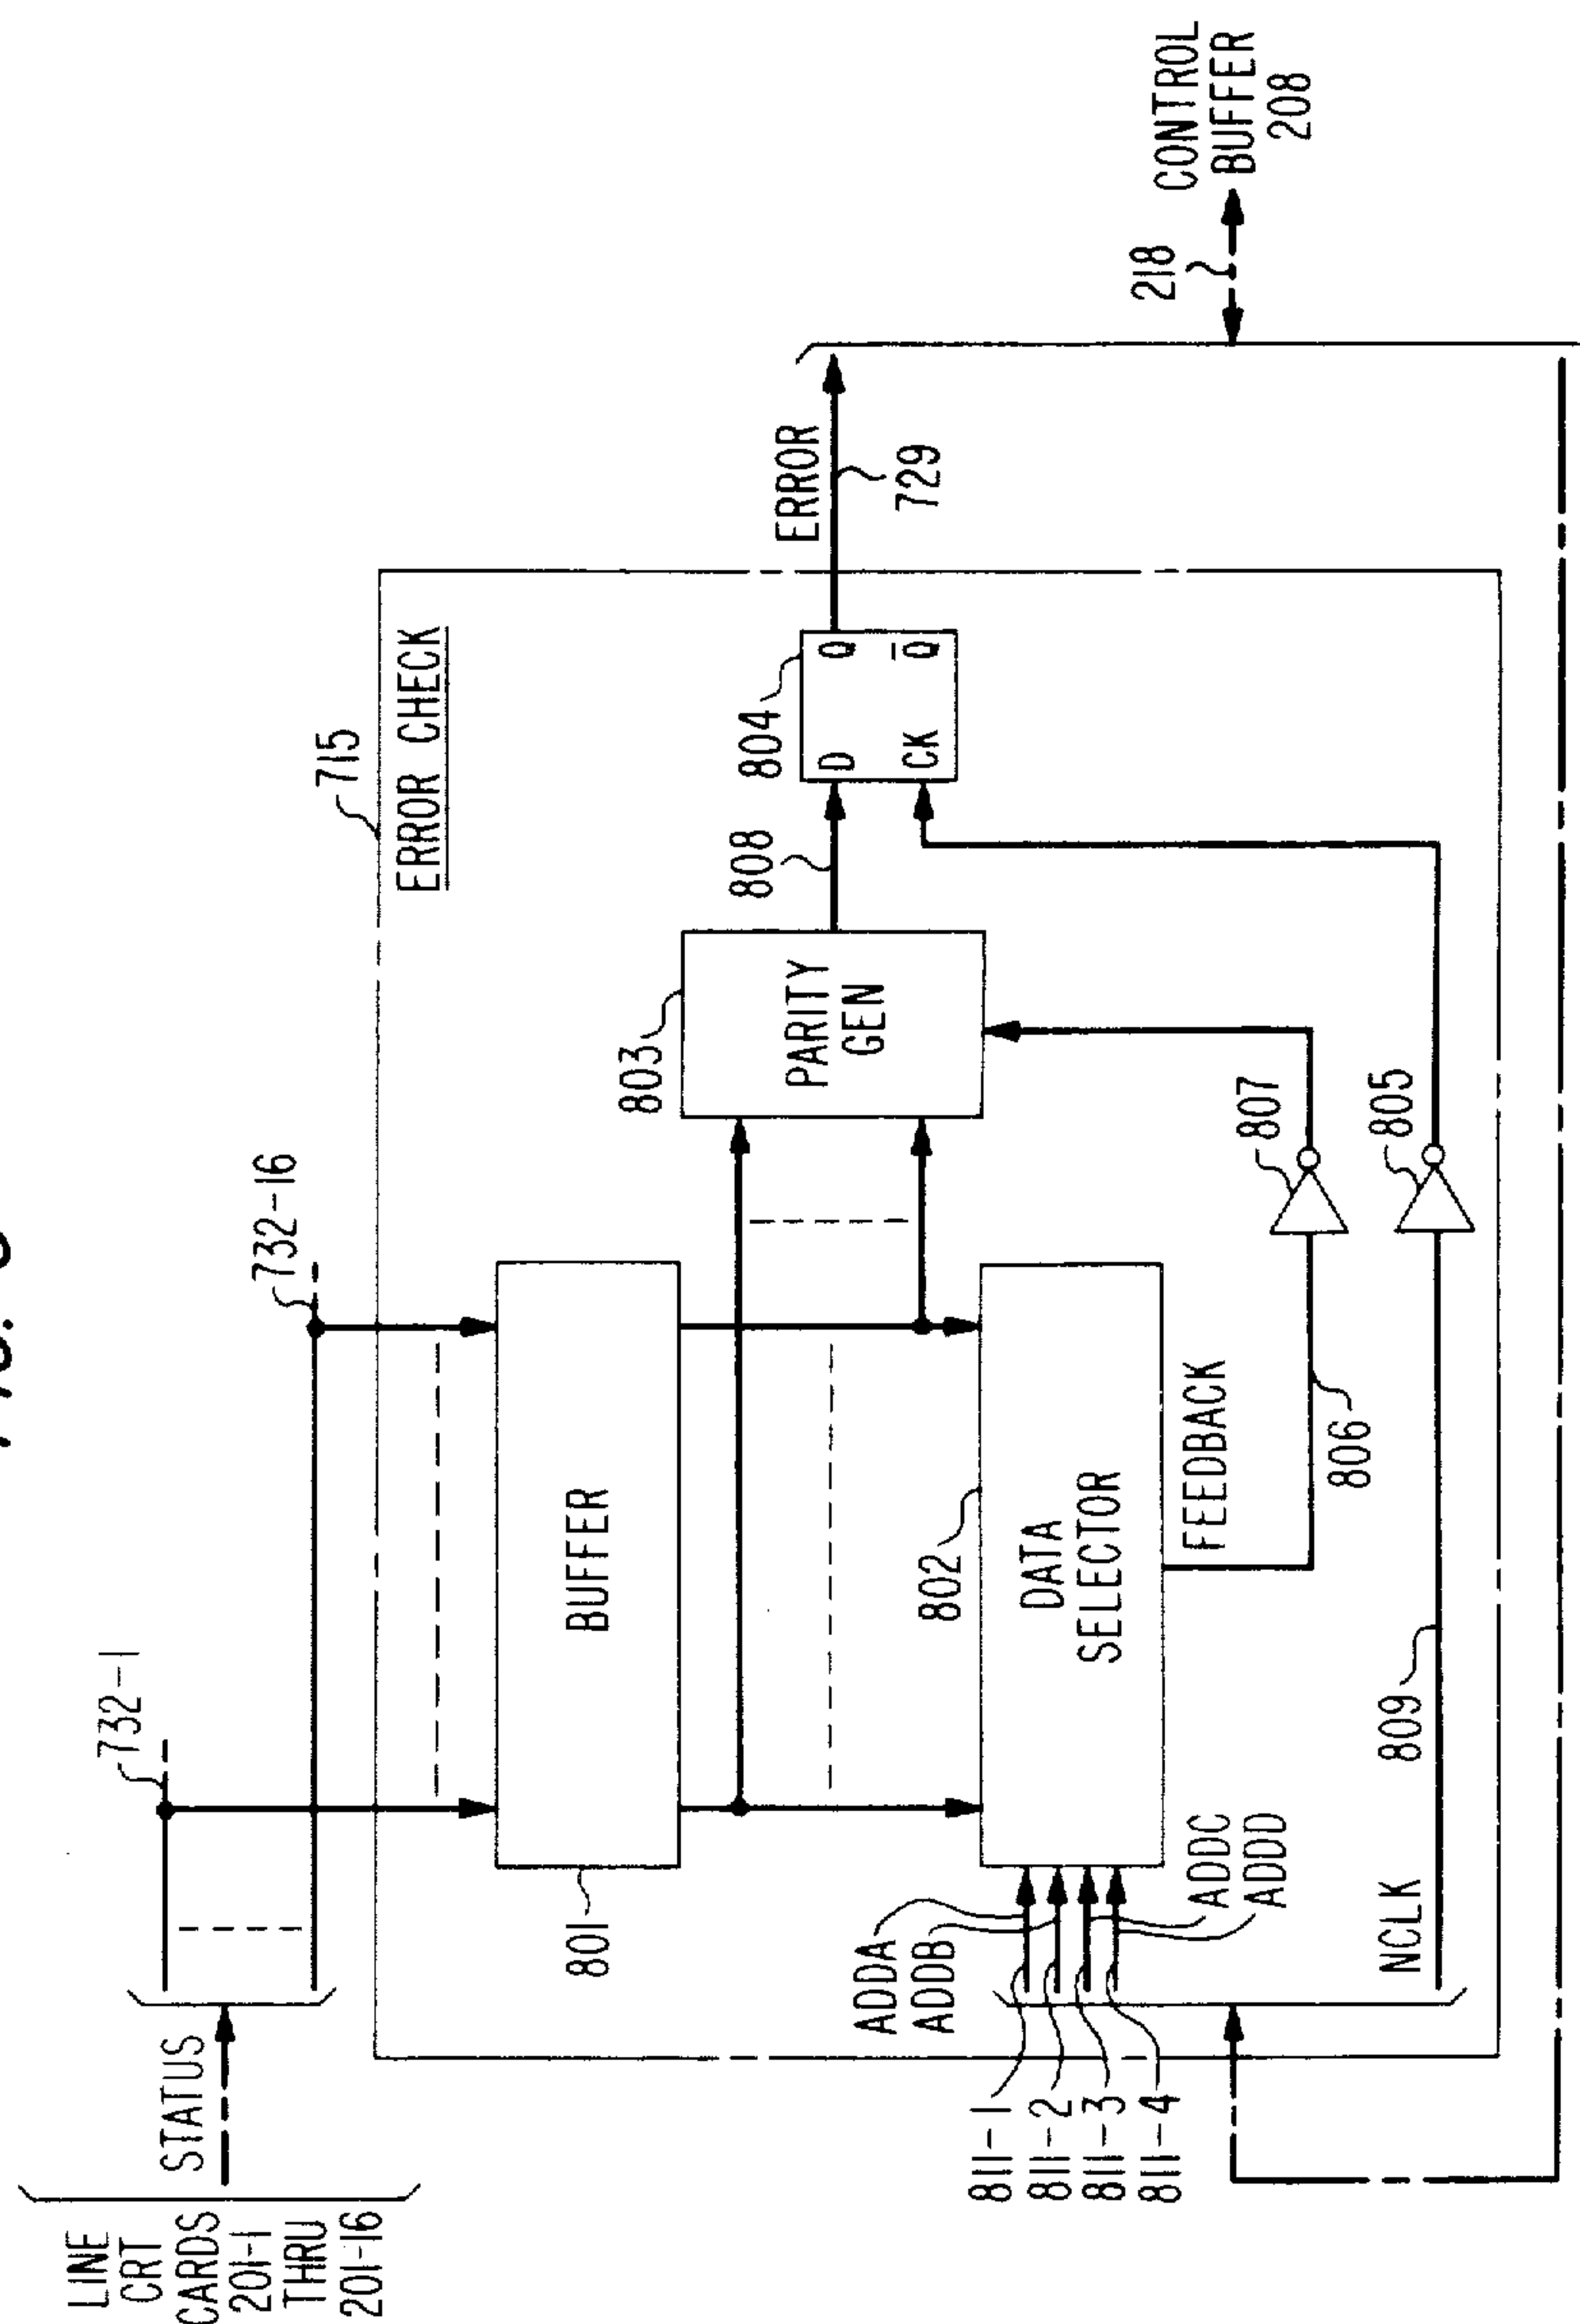 LINE
CRT
CARDS
201-1
THRU
201-16
STATUS
732-1
732-16
715
ERROR CHECK
BUFFER
801
802
DATA
SELECTOR
FEEDBACK
803
PARITY
GEN
808
804
D Q
CK Q̅
ERROR
729
218
CONTROL
BUFFER
208
ADDA
ADDB
ADDC
ADDD
811-1
811-2
811-3
811-4
NCLK
809
806
807
805